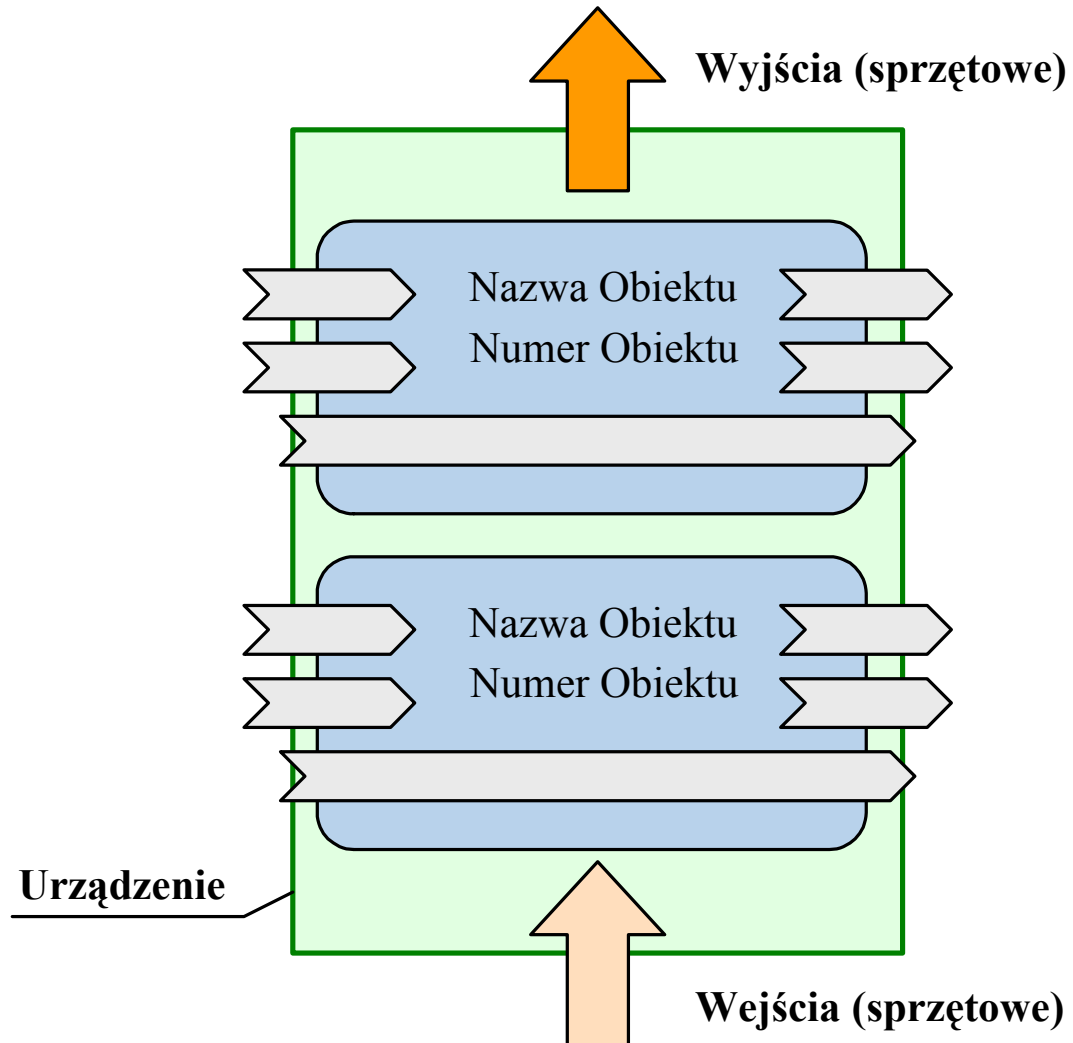 Wyjścia (sprzętowe)
Nazwa Obiektu
Numer Obiektu
Nazwa Obiektu
Numer Obiektu
Urządzenie
Wejścia (sprzętowe)